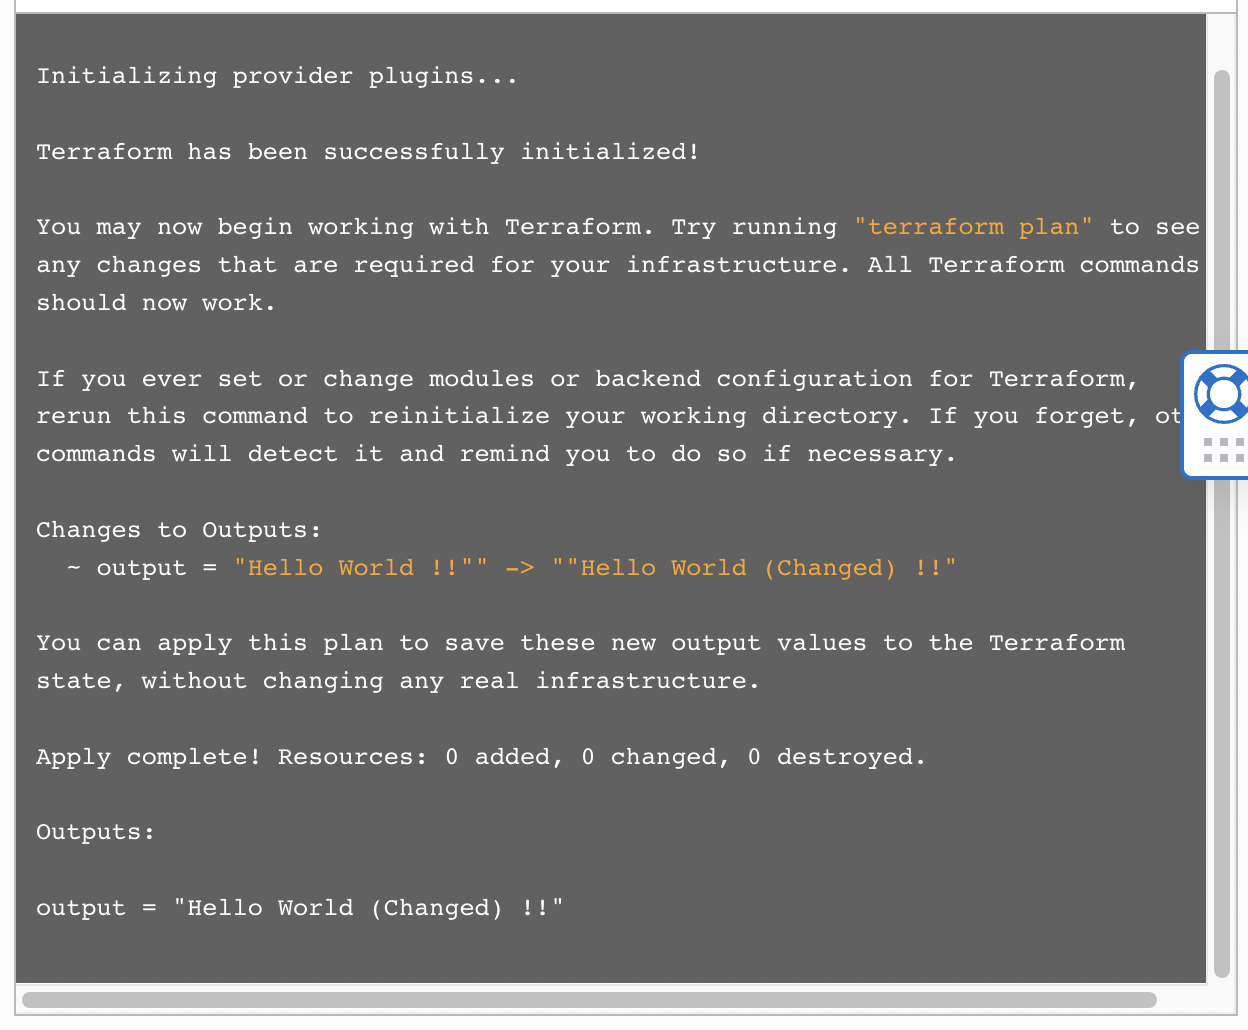 Initializing provider plugins...
Terraform has been successfully initialized!
You may now begin working with Terraform. Try running "terraform plan" to see
any changes that are required for your infrastructure. All Terraform commands
should now work.
If you ever set or change modules or backend configuration for Terraform,
rerun this command to reinitialize your working directory. If you forget,
commands will detect it and remind you to do so if necessary.
Changes to Outputs:
~ output = "Hello World !!"" -> ""Hello World (Changed) !!"
You can apply this plan to save these new output values to the Terraform
state, without changing any real infrastructure.
Apply complete! Resources: 0 added, 0 changed, 0 destroyed.
Outputs:
output = "Hello World (Changed) !!"